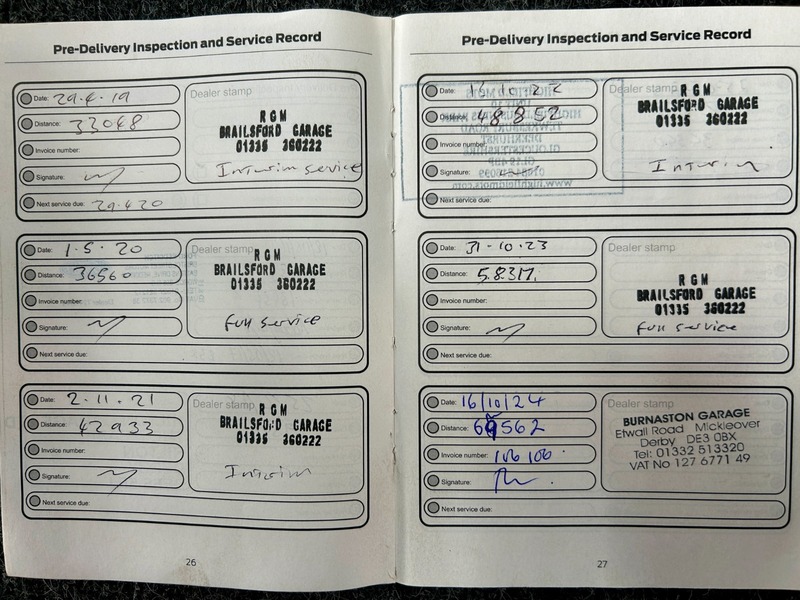 Pre-Delivery Inspection and Service Record
Date: 29.4.19
Distance: 33048
Invoice number:
Signature:
Next service due: 29.4.20
Dealer stamp
RGM
BRAILSFORD GARAGE
01335 360222
Interim service
Date: 1-5-20
Distance: 36560
Invoice number:
Signature:
Next service due:
Dealer stamp
RGM
BRAILSFORD GARAGE
01335 360222
full service
Date: 2.11.21
Distance: 42933
Invoice number:
Signature:
Next service due:
Dealer stamp
RGM
BRAILSFORD GARAGE
01335 360222
Interim
26
Pre-Delivery Inspection and Service Record
Date:
Distance: 48852
Invoice number:
Signature:
Next service due:
Dealer stamp
RGM
BRAILSFORD GARAGE
01335 360222
Interim
Date: 31-10-23
Distance:
Invoice number:
Signature:
Next service due:
Dealer stamp
RGM
BRAILSFORD GARAGE
01335 360222
full service
Date: 16/10/24
Distance:
Invoice number: 106106
Signature:
Next service due:
Dealer stamp
BURNASTON GARAGE
Etwall Road Mickleover
Derby DE3 0BX
Tel: 01332 513320
VAT No 127 6771 49
27